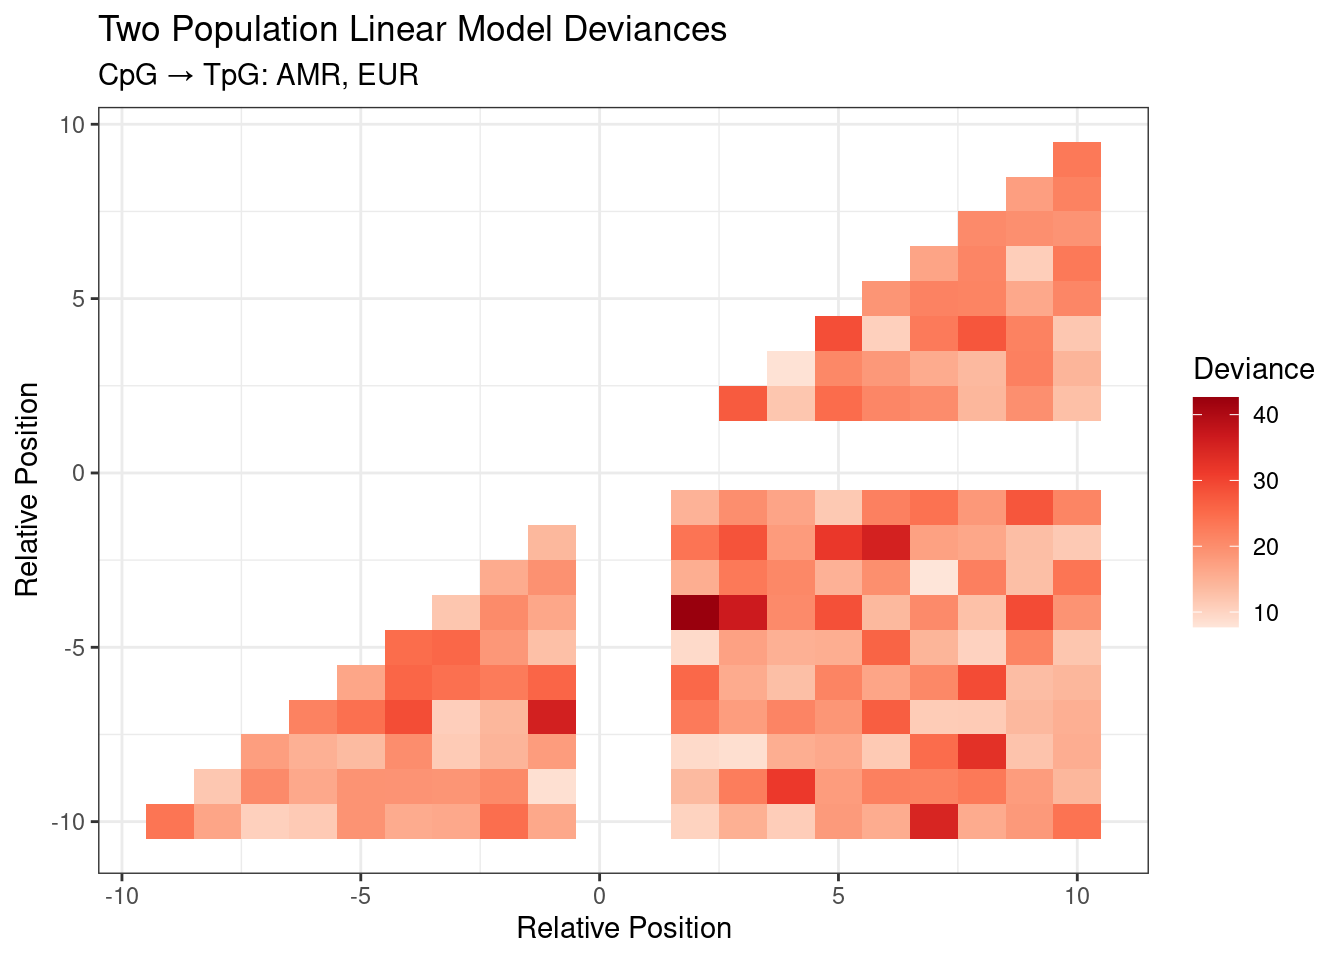 Two Population Linear Model Deviances
CpG → TpG: AMR, EUR
10
5
0
-5
-10
Relative Position
-10 -5 0 5 10
Relative Position
Deviance
40
30
20
10